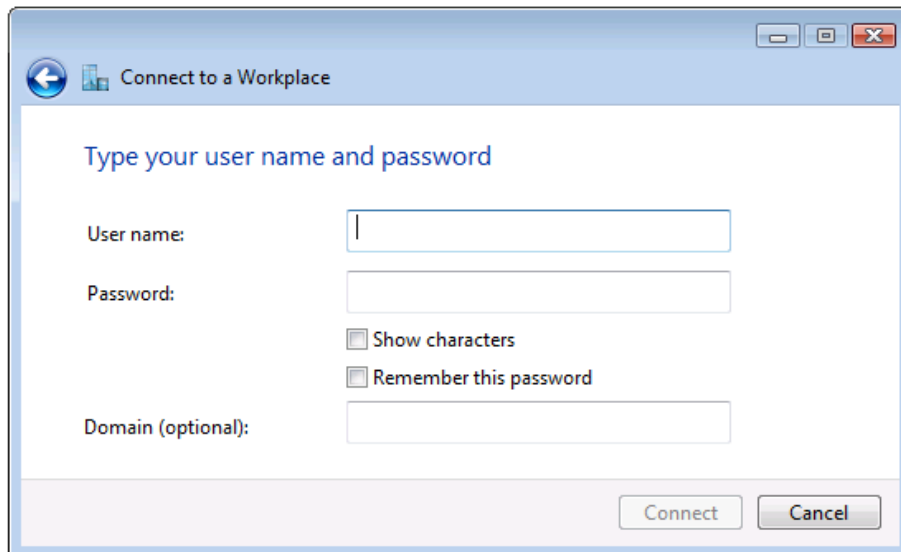 Connect to a Workplace
Type your user name and password
User name:
Password:
Show characters
Remember this password
Domain (optional):
Connect Cancel